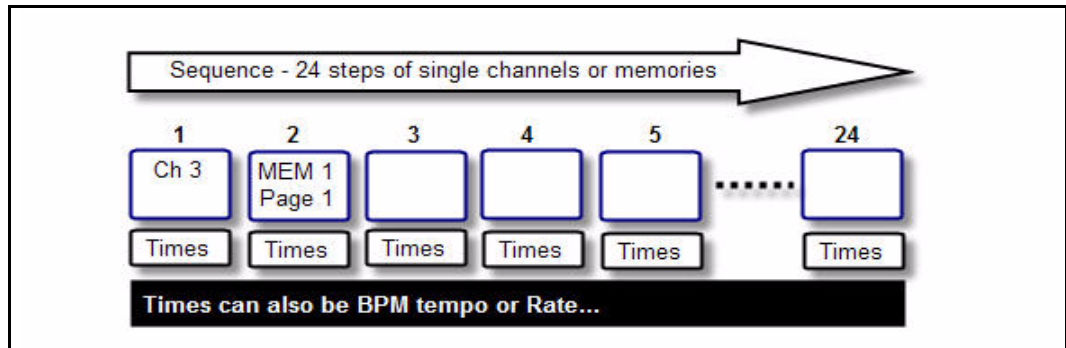 Sequence - 24 steps of single channels or memories
1 2 3 4 5 24
Ch 3 MEM 1
Page 1
Times Times Times Times Times Times
Times can also be BPM tempo or Rate...